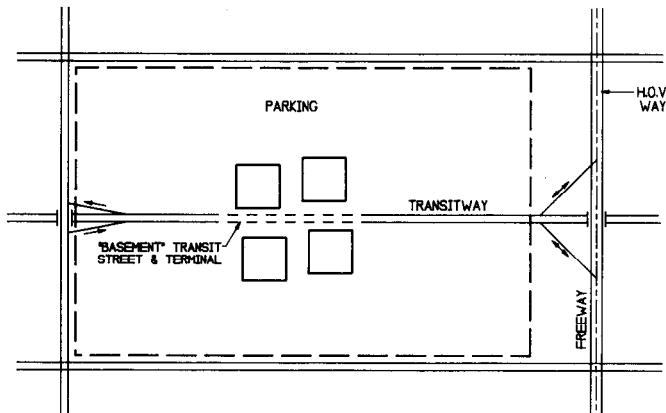 PARKING
H.O.V
WAY
TRANSITWAY
"BASEMENT" TRANSIT
STREET & TERMINAL
FREEWAY